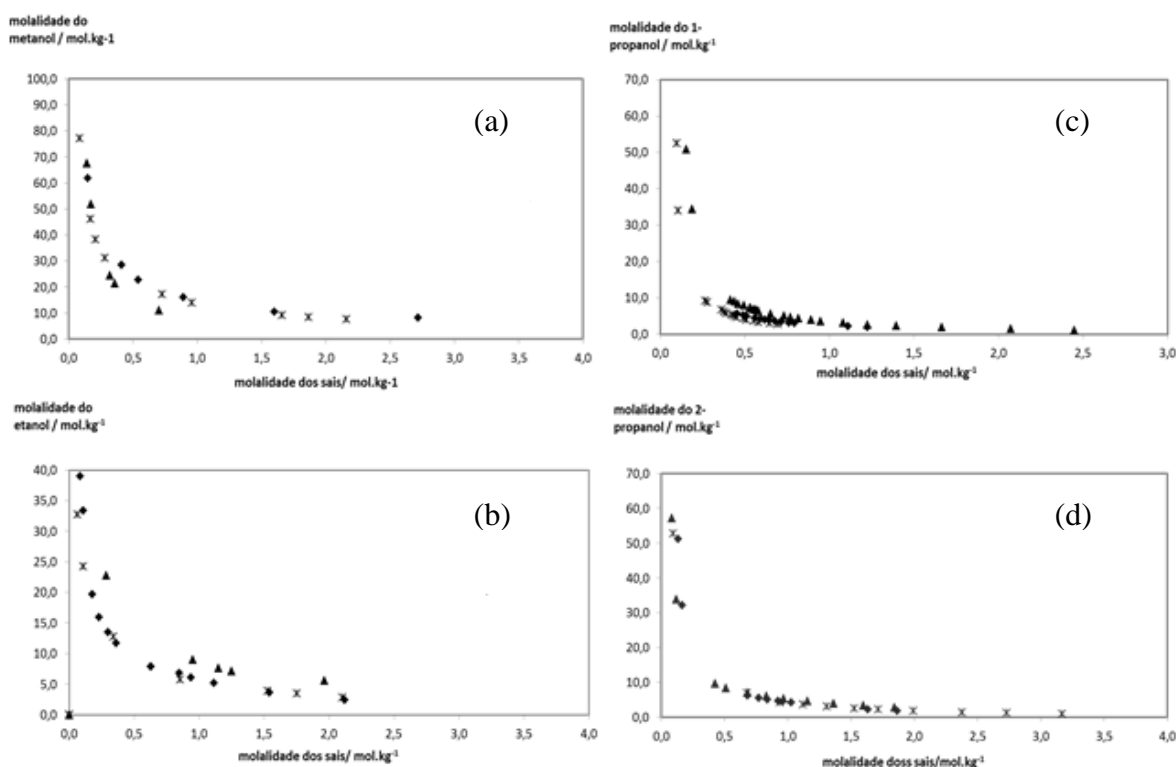 molalidade do
metanol / mol.kg-1
100,0
90,0
80,0
70,0
60,0
50,0
40,0
30,0
20,0
10,0
0,0
0,0 0,5 1,0 1,5 2,0 2,5 3,0 3,5 4,0
molalidade dos sais/ mol.kg-1
(a)
molalidade do 1-
propanol / mol.kg⁻¹
70,0
60,0
50,0
40,0
30,0
20,0
10,0
0,0
0,0 0,5 1,0 1,5 2,0 2,5 3,0
molalidade dos sais/ mol.kg⁻¹
(c)
molalidade do
etanol / mol.kg⁻¹
40,0
35,0
30,0
25,0
20,0
15,0
10,0
5,0
0,0
0,0 0,5 1,0 1,5 2,0 2,5 3,0 3,5 4,0
molalidade dos sais/ mol.kg⁻¹
(b)
molalidade do 2-
propanol / mol.kg⁻¹
70,0
60,0
50,0
40,0
30,0
20,0
10,0
0,0
0,0 0,5 1,0 1,5 2,0 2,5 3,0 3,5 4,0
molalidade doss sais/mol.kg⁻¹
(d)